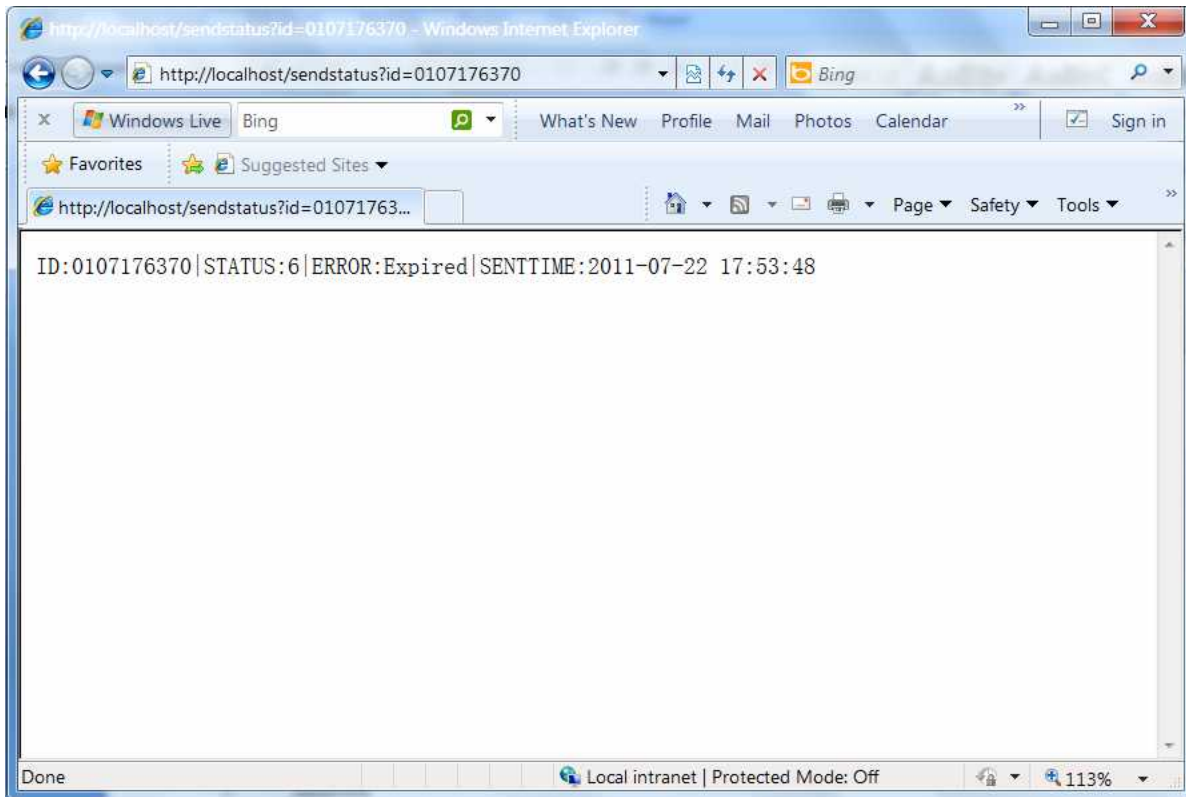 http://localhost/sendstatus?id=0107176370 - Windows Internet Explorer
http://localhost/sendstatus?id=0107176370
Bing
x Windows Live Bing What's New Profile Mail Photos Calendar » Sign in
Favorites Suggested Sites
http://localhost/sendstatus?id=01071763... Page Safety Tools »
ID:0107176370|STATUS:6|ERROR:Expired|SENTTIME:2011-07-22 17:53:48
Done Local intranet | Protected Mode: Off 113%